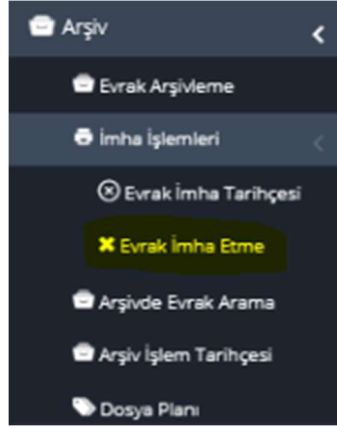 Arşiv
Evrak Arşivleme
İmha İşlemleri
Evrak İmha Tarihçesi
Evrak İmha Etme
Arşivde Evrak Arama
Arşiv İşlem Tarihçesi
Dosya Planı